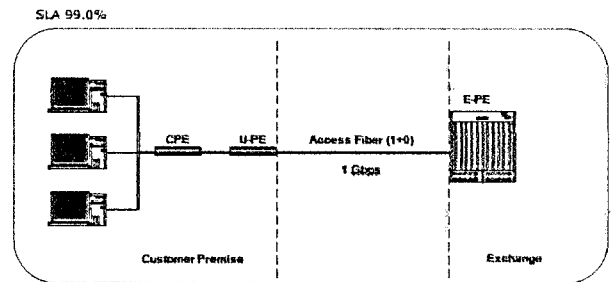 SLA 99.0%
E-PE
CPE
U-PE
Access Fiber (1+0)
1 Gbps
Customer Premise
Exchange